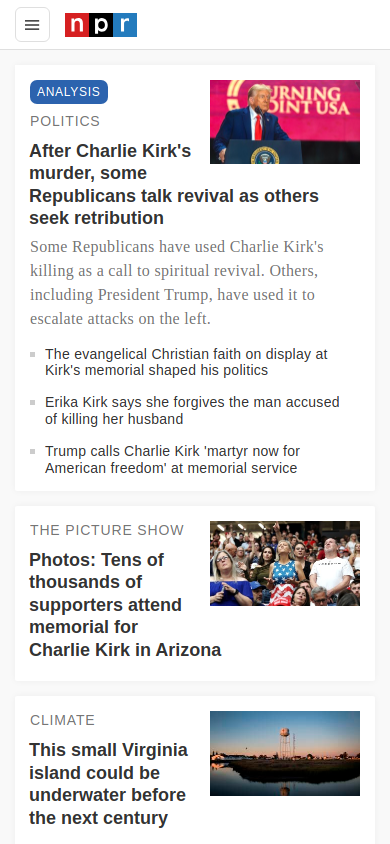 npr
ANALYSIS
POLITICS
URNING
OINT USA
After Charlie Kirk's
murder, some
Republicans talk revival as others
seek retribution
Some Republicans have used Charlie Kirk's
killing as a call to spiritual revival. Others,
including President Trump, have used it to
escalate attacks on the left.
The evangelical Christian faith on display at
Kirk's memorial shaped his politics
Erika Kirk says she forgives the man accused
of killing her husband
Trump calls Charlie Kirk 'martyr now for
American freedom' at memorial service
THE PICTURE SHOW
Photos: Tens of
thousands of
supporters attend
memorial for
Charlie Kirk in Arizona
CLIMATE
This small Virginia
island could be
underwater before
the next century